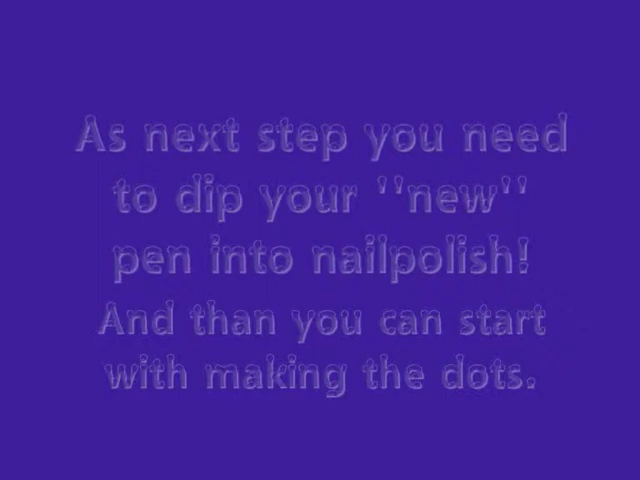 As next step you need
to dip your ''new''
pen into nailpolish!
And than you can start
with making the dots.